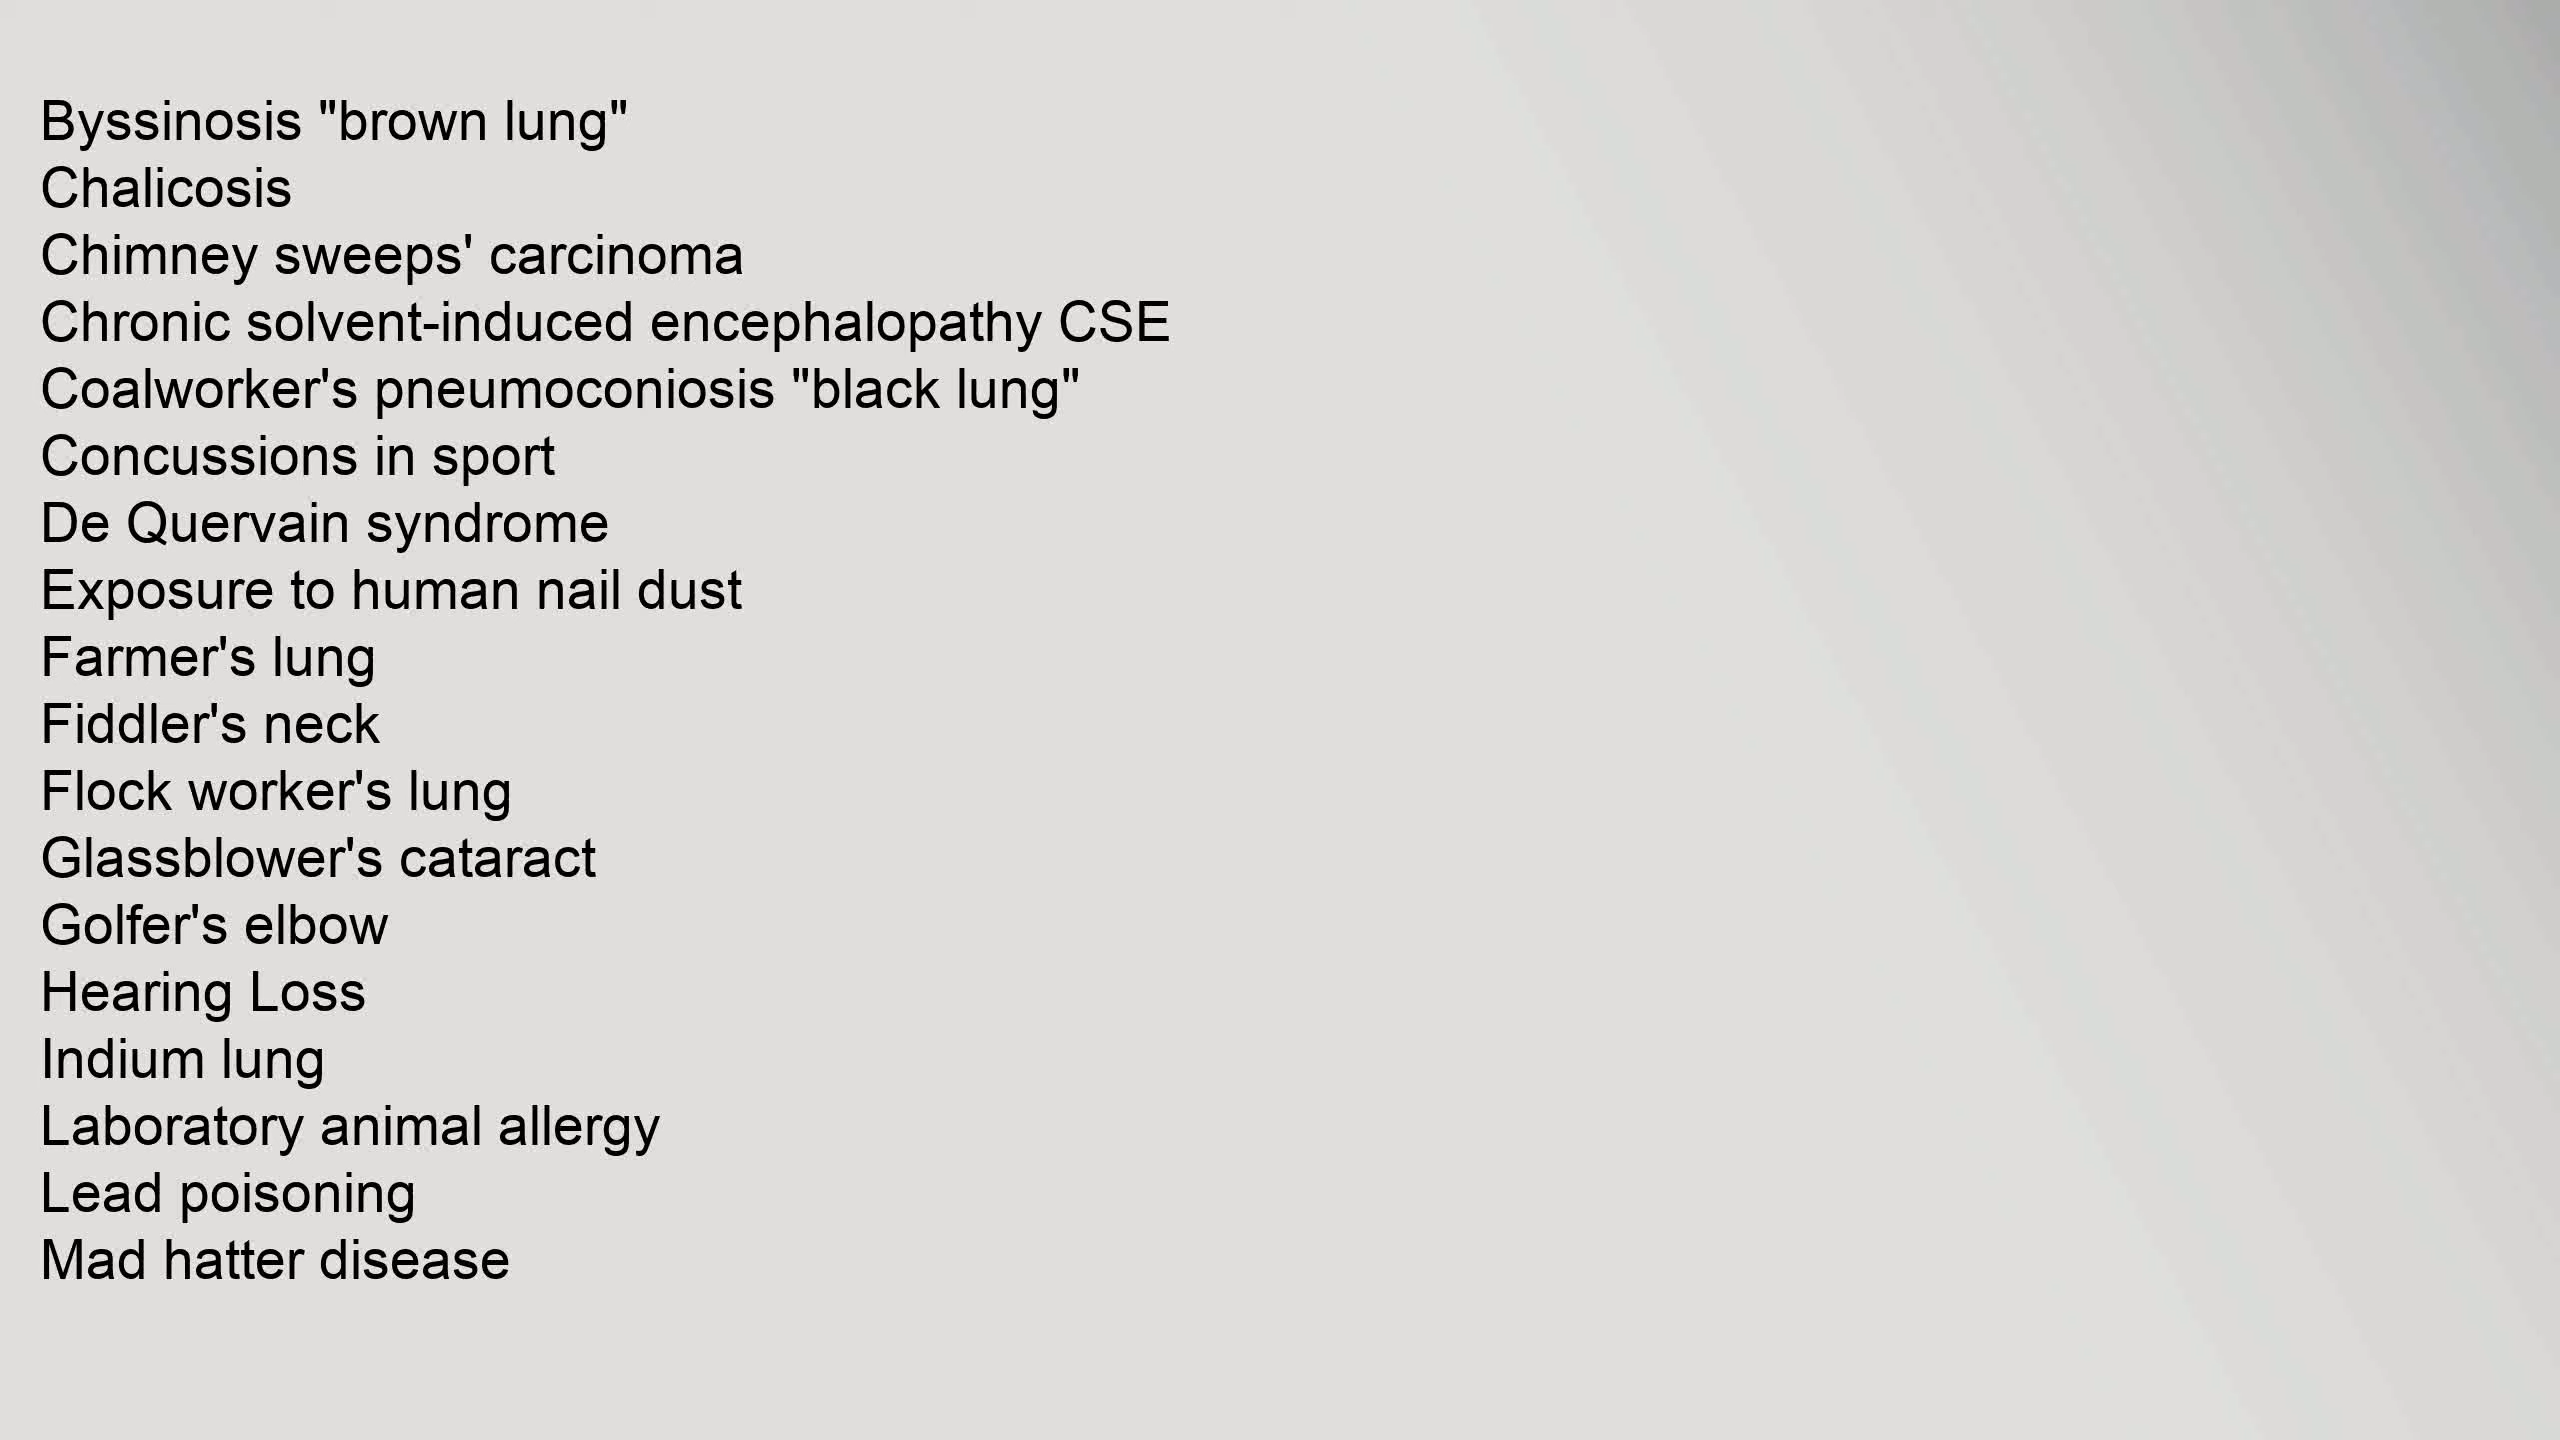 Byssinosis "brown lung"
Chalicosis
Chimney sweeps' carcinoma
Chronic solvent-induced encephalopathy CSE
Coalworker's pneumoconiosis "black lung"
Concussions in sport
De Quervain syndrome
Exposure to human nail dust
Farmer's lung
Fiddler's neck
Flock worker's lung
Glassblower's cataract
Golfer's elbow
Hearing Loss
Indium lung
Laboratory animal allergy
Lead poisoning
Mad hatter disease